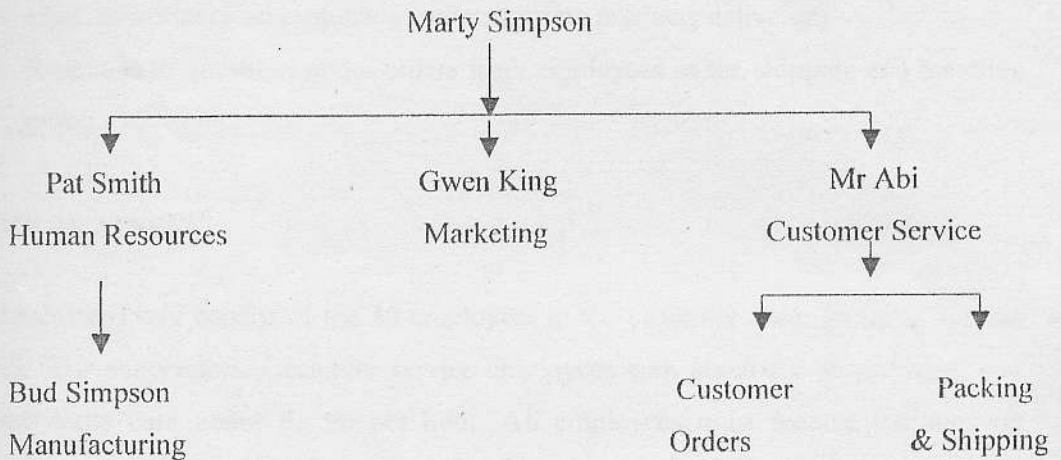 Marty Simpson
Pat Smith
Human Resources
Gwen King
Marketing
Mr Abi
Customer Service
Bud Simpson
Manufacturing
Customer
Orders
Packing
& Shipping